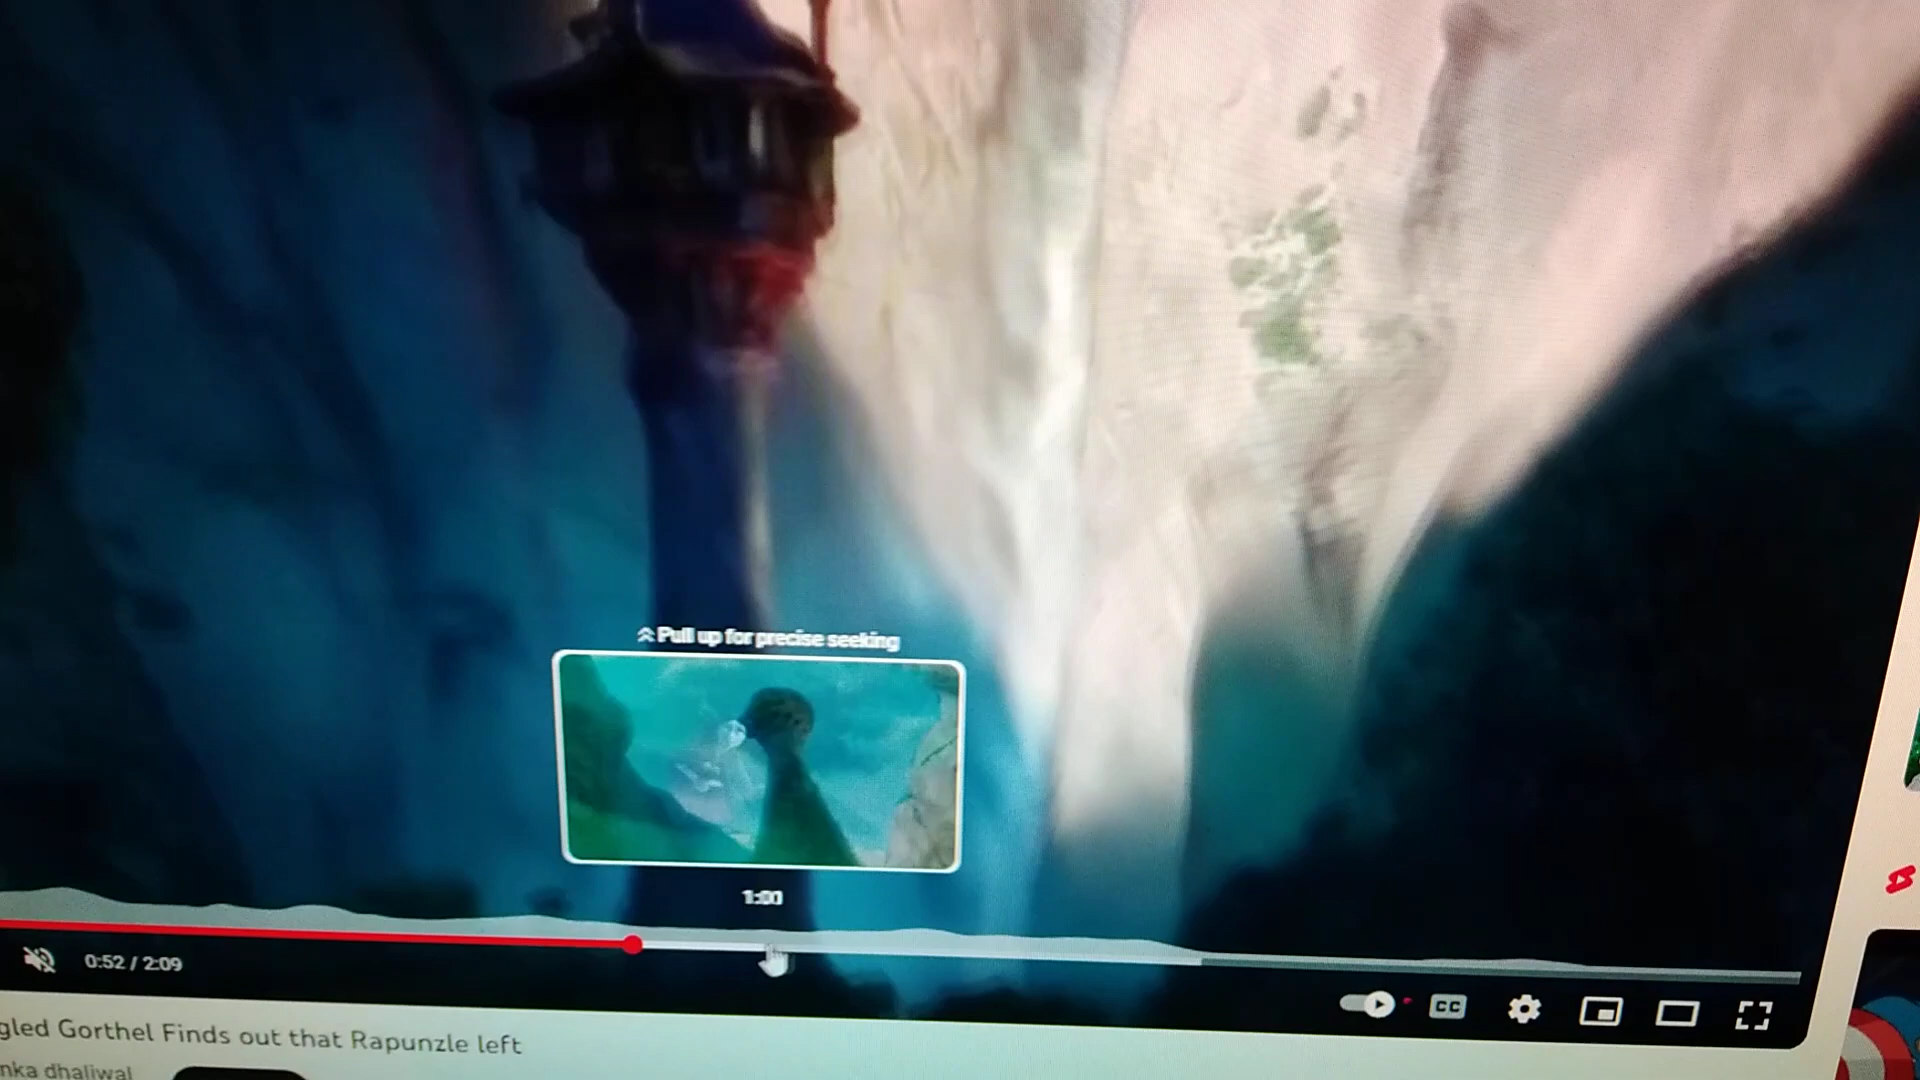 Pull up for precise seeking
1:00
0:52 / 2:09
CC
gled Gorthel Finds out that Rapunzle left
nka dhaliwal